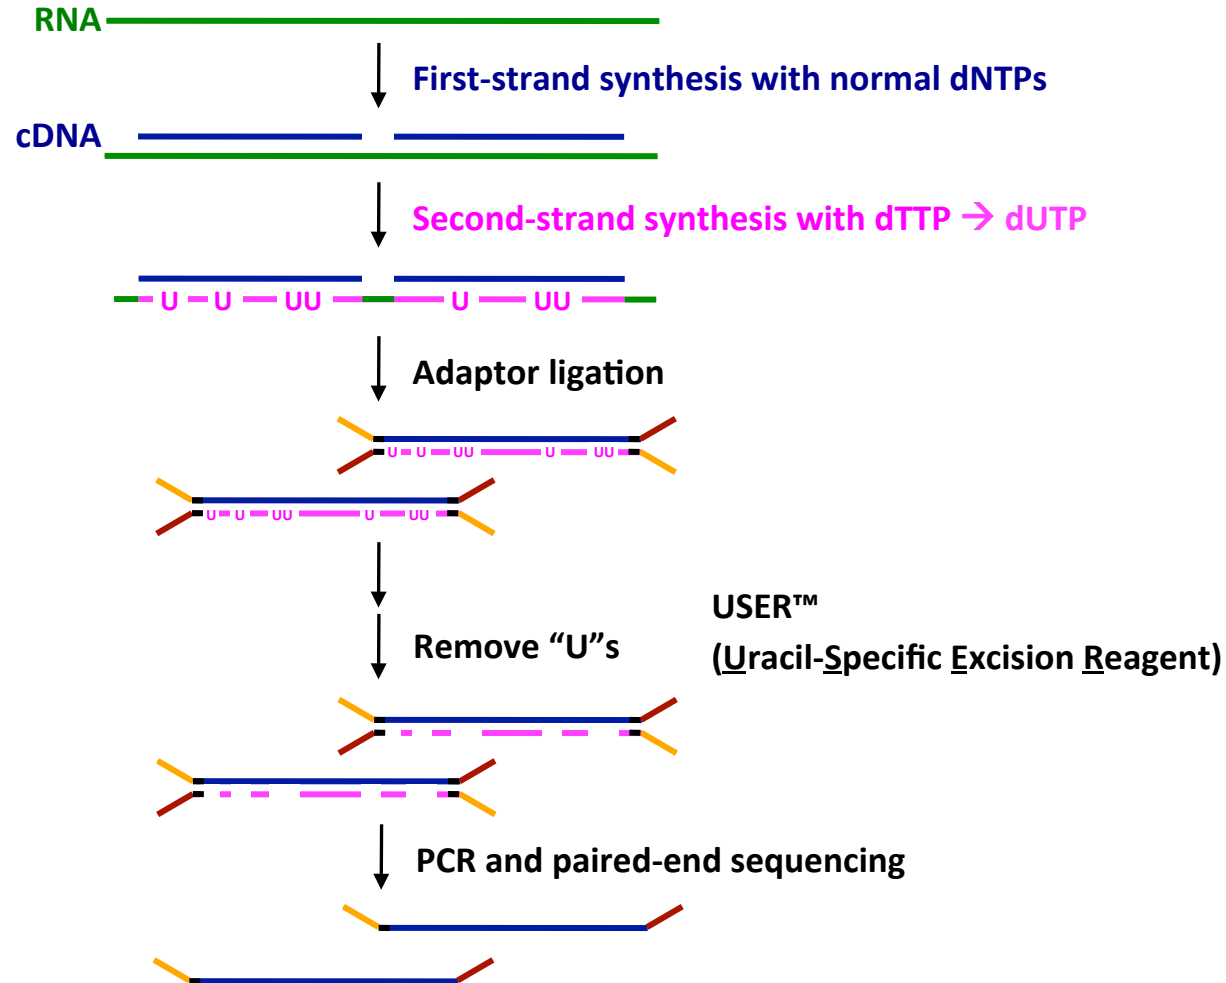 RNA
First-strand synthesis with normal dNTPs
cDNA
Second-strand synthesis with dTTP → dUTP
U U UU U UU
Adaptor ligation
U U UU U UU
U U UU U UU
USER™
Remove “U”s
(Uracil-Specific Excision Reagent)
PCR and paired-end sequencing